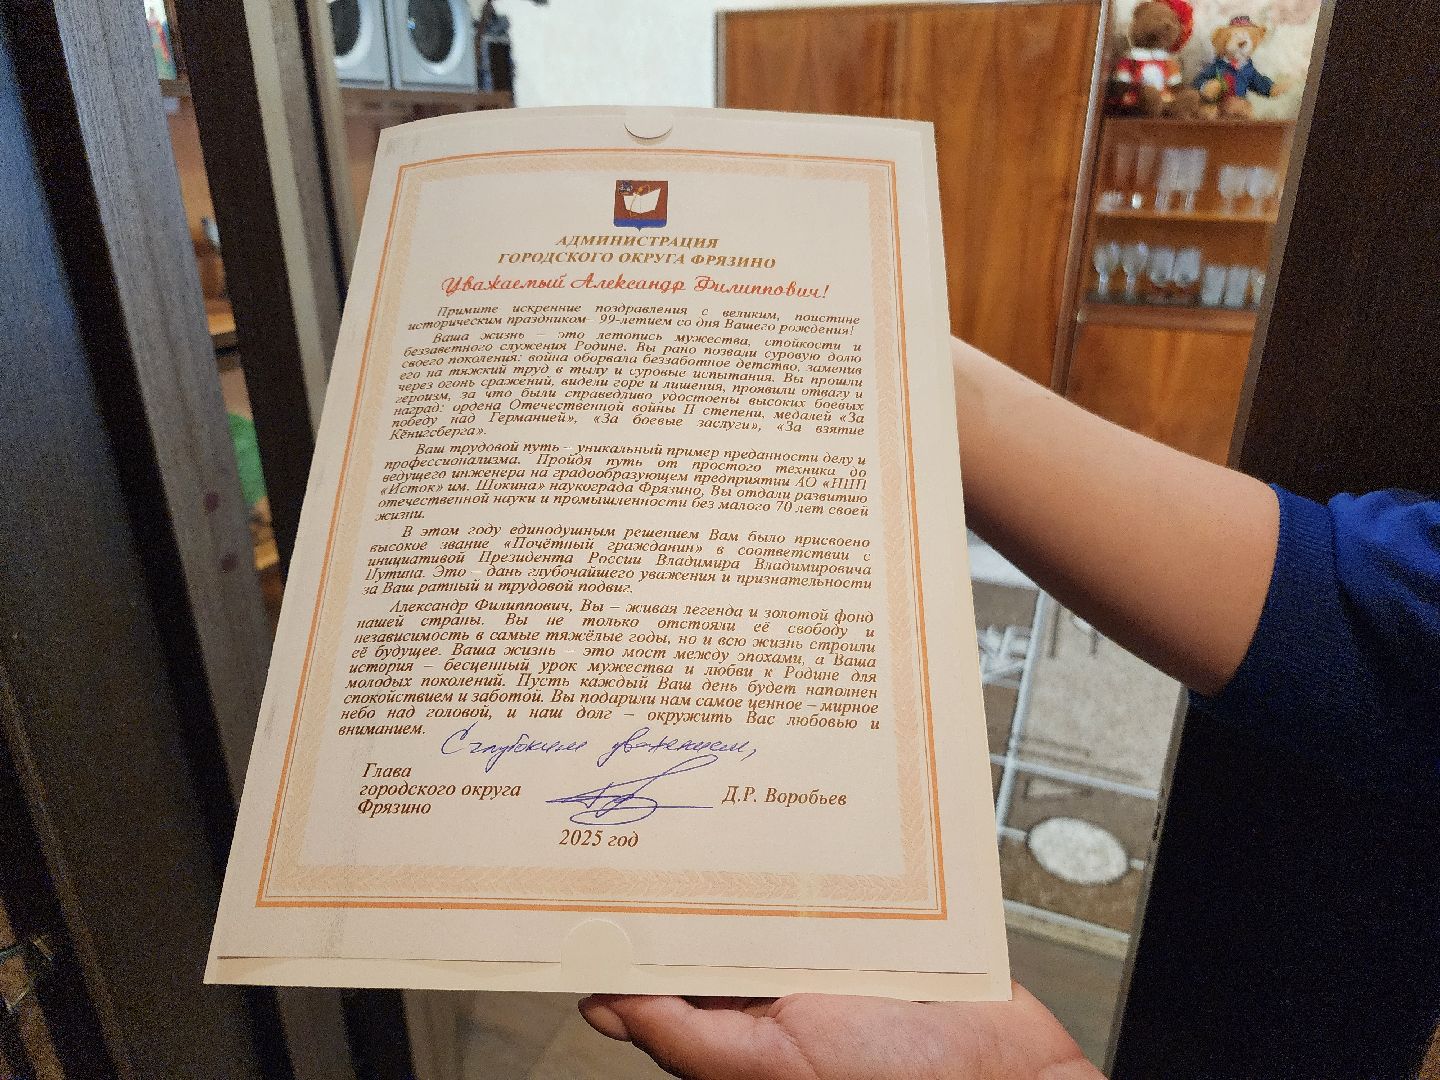 АДМИНИСТРАЦИЯ
ГОРОДСКОГО ОКРУГА ФРЯЗИНО
Уважаемый Александр Филиппович!
Примите искренние поздравления с великим, поистине
историческим праздником– 99-летием со дня Вашего рождения!
Ваша жизнь – это летопись мужества, стойкости и
беззаветного служения Родине. Вы рано познали суровую долю
своего поколения: война оборвала беззаботное детство, заменив
его на тяжкий труд в тылу и суровые испытания. Вы прошли
через огонь сражений, видели горе и лишения, проявили отвагу и
героизм, за что были справедливо удостоены высоких боевых
наград: ордена Отечественной войны II степени, медалей «За
победу над Германией», «За боевые заслуги», «За взятие
Кёнигсберга».
Ваш трудовой путь – уникальный пример преданности делу и
профессионализма. Пройдя путь от простого техника до
ведущего инженера на градообразующем предприятии АО «НПП
«Исток» им. Шокина» наукограда Фрязино, Вы отдали развитию
отечественной науки и промышленности без малого 70 лет своей
жизни.
В этом году единодушным решением Вам было присвоено
высокое звание «Почётный гражданин» в соответствии с
инициативой Президента России Владимира Владимировича
Путина. Это – дань глубочайшего уважения и признательности
за Ваш ратный и трудовой подвиг.
Александр Филиппович, Вы – живая легенда и золотой фонд
нашей страны. Вы не только отстояли её свободу и
независимость в самые тяжёлые годы, но и всю жизнь строили
её будущее. Ваша жизнь – это мост между эпохами, а Ваша
история – бесценный урок мужества и любви к Родине для
молодых поколений. Пусть каждый Ваш день будет наполнен
спокойствием и заботой. Вы подарили нам самое ценное – мирное
небо над головой, и наш долг – окружить Вас любовью и
вниманием.
С глубоким уважением,
Глава
городского округа
Фрязино
Д.Р. Воробьев
2025 год